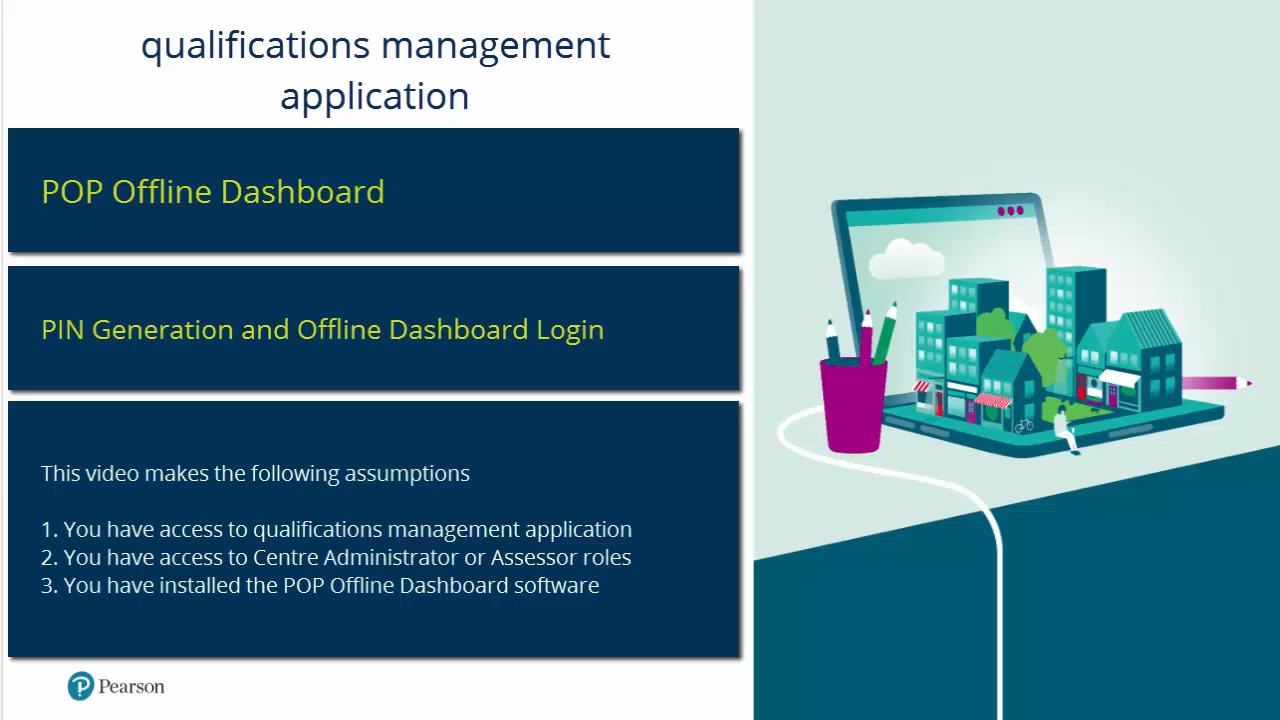 qualifications management
application
POP Offline Dashboard
PIN Generation and Offline Dashboard Login
This video makes the following assumptions
1. You have access to qualifications management application
2. You have access to Centre Administrator or Assessor roles
3. You have installed the POP Offline Dashboard software
Pearson